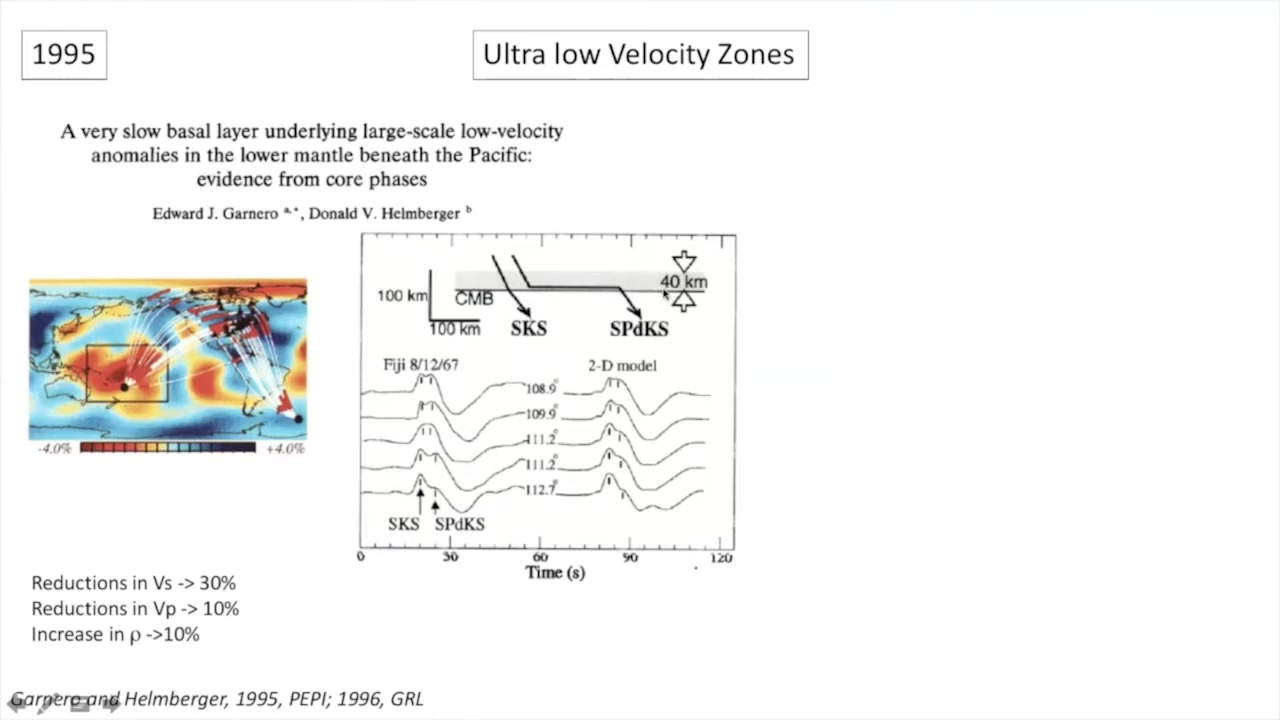 1995
Ultra low Velocity Zones
A very slow basal layer underlying large-scale low-velocity
anomalies in the lower mantle beneath the Pacific:
evidence from core phases
Edward J. Garnero a,*, Donald V. Helmberger b
-4.0%
+4.0%
100 km
CMB
40 km
100 km
SKS
SPdKS
Fiji 8/12/67
2-D model
108.9°
109.9°
111.2°
111.2°
112.7°
SKS
SPdKS
0 30 60 90 120
Time (s)
Reductions in Vs -> 30%
Reductions in Vp -> 10%
Increase in ρ ->10%
Garnero and Helmberger, 1995, PEPI; 1996, GRL